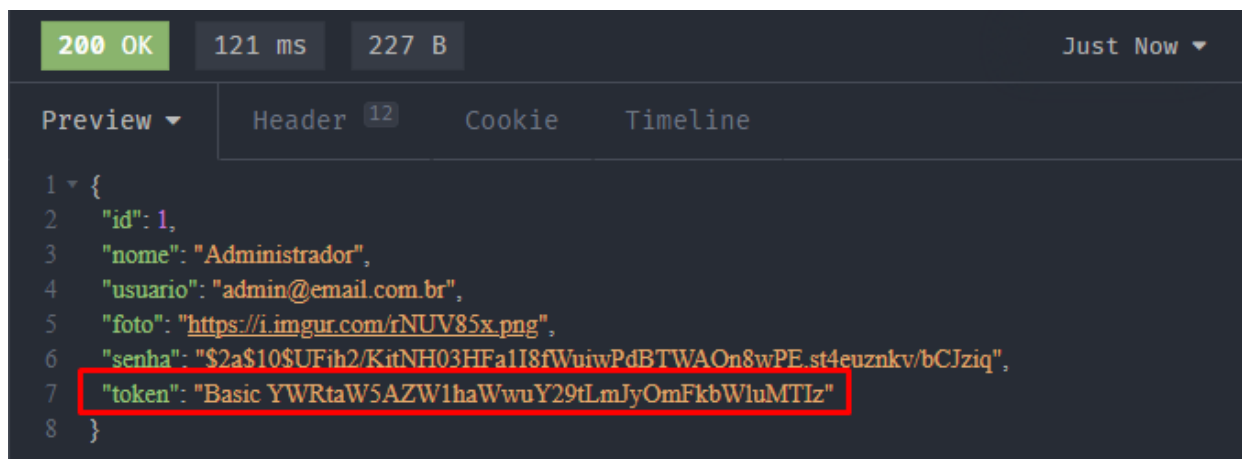 200 OK 121 ms 227 B Just Now
Preview Header 12 Cookie Timeline
1 {
2 "id": 1,
3 "nome": "Administrador",
4 "usuario": "admin@email.com.br",
5 "foto": "https://i.imgur.com/rNUV85x.png",
6 "senha": "$2a$10$UFih2/KitNH03HFa1I8fWuiwPdBTWAOn8wPE.st4euznkv/bCJziq",
7 "token": "Basic YWRtaW5AZW1haWwuY29tLmJyOmFkbWluMTIz"
8 }